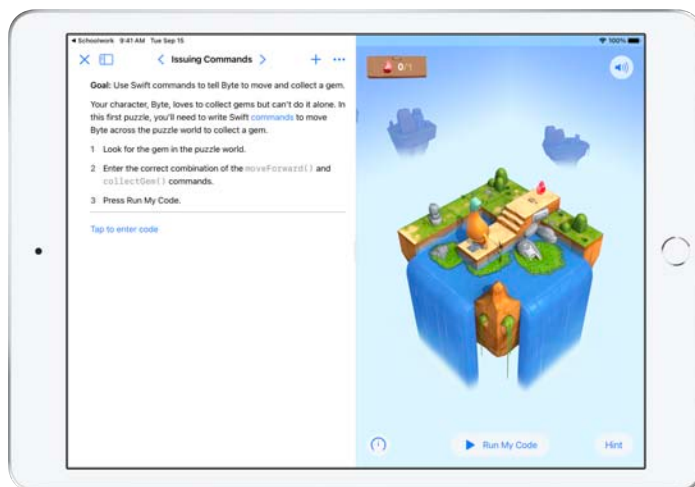 Schoolwork 9:41 AM Tue Sep 15
100%
Issuing Commands
0/1
Goal: Use Swift commands to tell Byte to move and collect a gem.
Your character, Byte, loves to collect gems but can't do it alone. In
this first puzzle, you'll need to write Swift commands to move
Byte across the puzzle world to collect a gem.
1 Look for the gem in the puzzle world.
2 Enter the correct combination of the moveForward() and
collectGem() commands.
3 Press Run My Code.
Tap to enter code
Run My Code
Hint